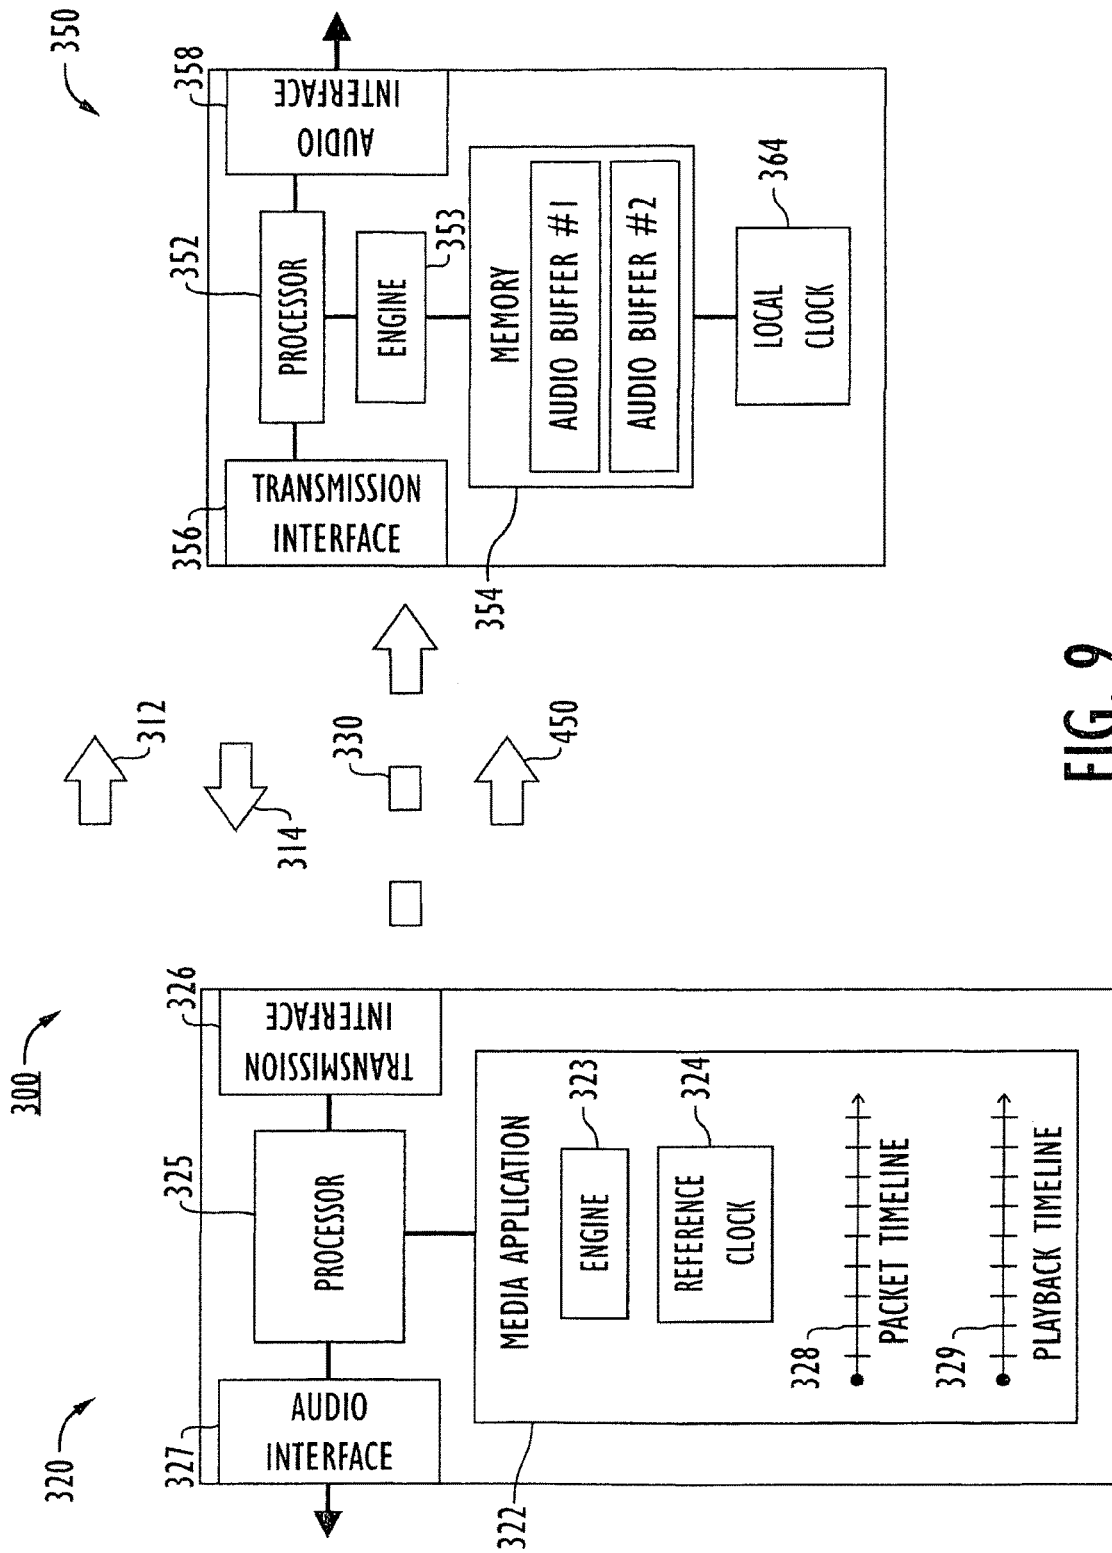 300
320
350
327
AUDIO
INTERFACE
325
PROCESSOR
326
TRANSMISSION
INTERFACE
322
MEDIA APPLICATION
323
ENGINE
324
REFERENCE
CLOCK
328
PACKET TIMELINE
329
PLAYBACK TIMELINE
312
314
330
450
356
TRANSMISSION
INTERFACE
352
PROCESSOR
358
AUDIO
INTERFACE
353
ENGINE
354
MEMORY
AUDIO BUFFER #1
AUDIO BUFFER #2
364
LOCAL
CLOCK
FIG. 9